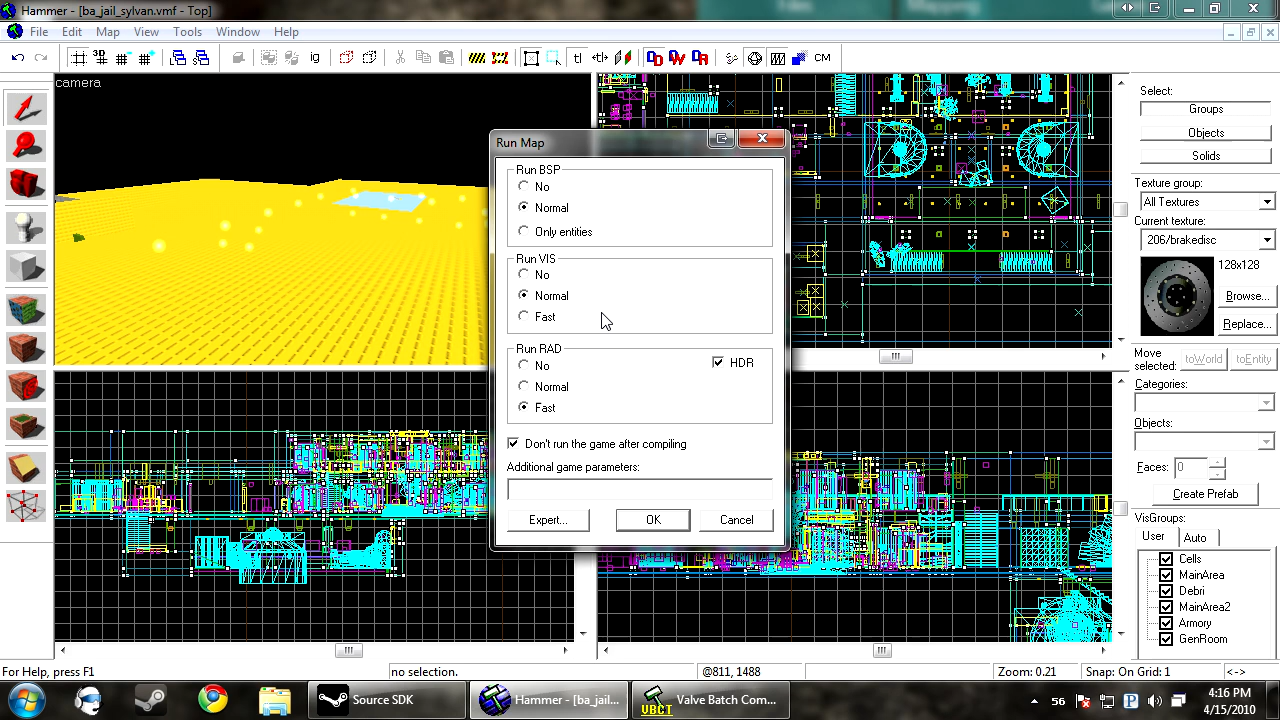 Hammer - [ba_jail_sylvan.vmf - Top]
File Edit Map View Tools Window Help
3D
ig
tl
CM
camera
Select:
Groups
Objects
Solids
Texture group:
All Textures
Current texture:
206/brakedisc
128x128
Browse...
Replace...
Move selected:
toWorld
toEntity
Categories:
Objects:
Faces:
0
Create Prefab
VisGroups:
User
Auto
Cells
MainArea
Debri
MainArea2
Armory
GenRoom
Run Map
Run BSP
No
Normal
Only entities
Run VIS
No
Normal
Fast
Run RAD
No
HDR
Normal
Fast
Don't run the game after compiling
Additional game parameters:
Expert...
OK
Cancel
For Help, press F1
no selection.
@811, 1488
Zoom: 0.21
Snap: On Grid: 1
<->
Source SDK
Hammer - [ba_jail...
VBCT
Valve Batch Com...
56
4:16 PM
4/15/2010